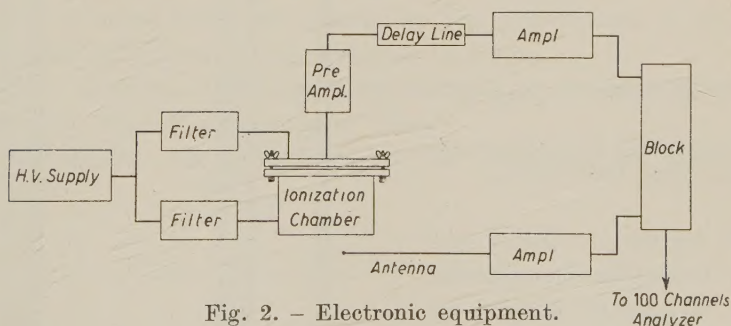 Delay Line
Ampl
Pre
Ampl.
Filter
Block
H.V. Supply
Ionization
Chamber
Filter
Ampl
Antenna
Fig. 2. – Electronic equipment.
To 100 Channels
Analyzer